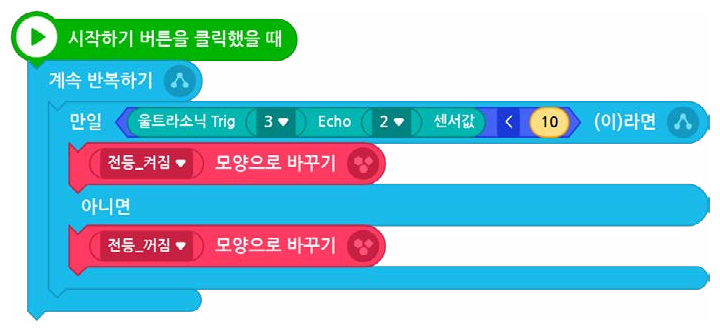 시작하기 버튼을 클릭했을 때
계속 반복하기
만일 울트라소닉 Trig 3 Echo 2 센서값 < 10 (이)라면
전등_켜짐 모양으로 바꾸기
아니면
전등_꺼짐 모양으로 바꾸기